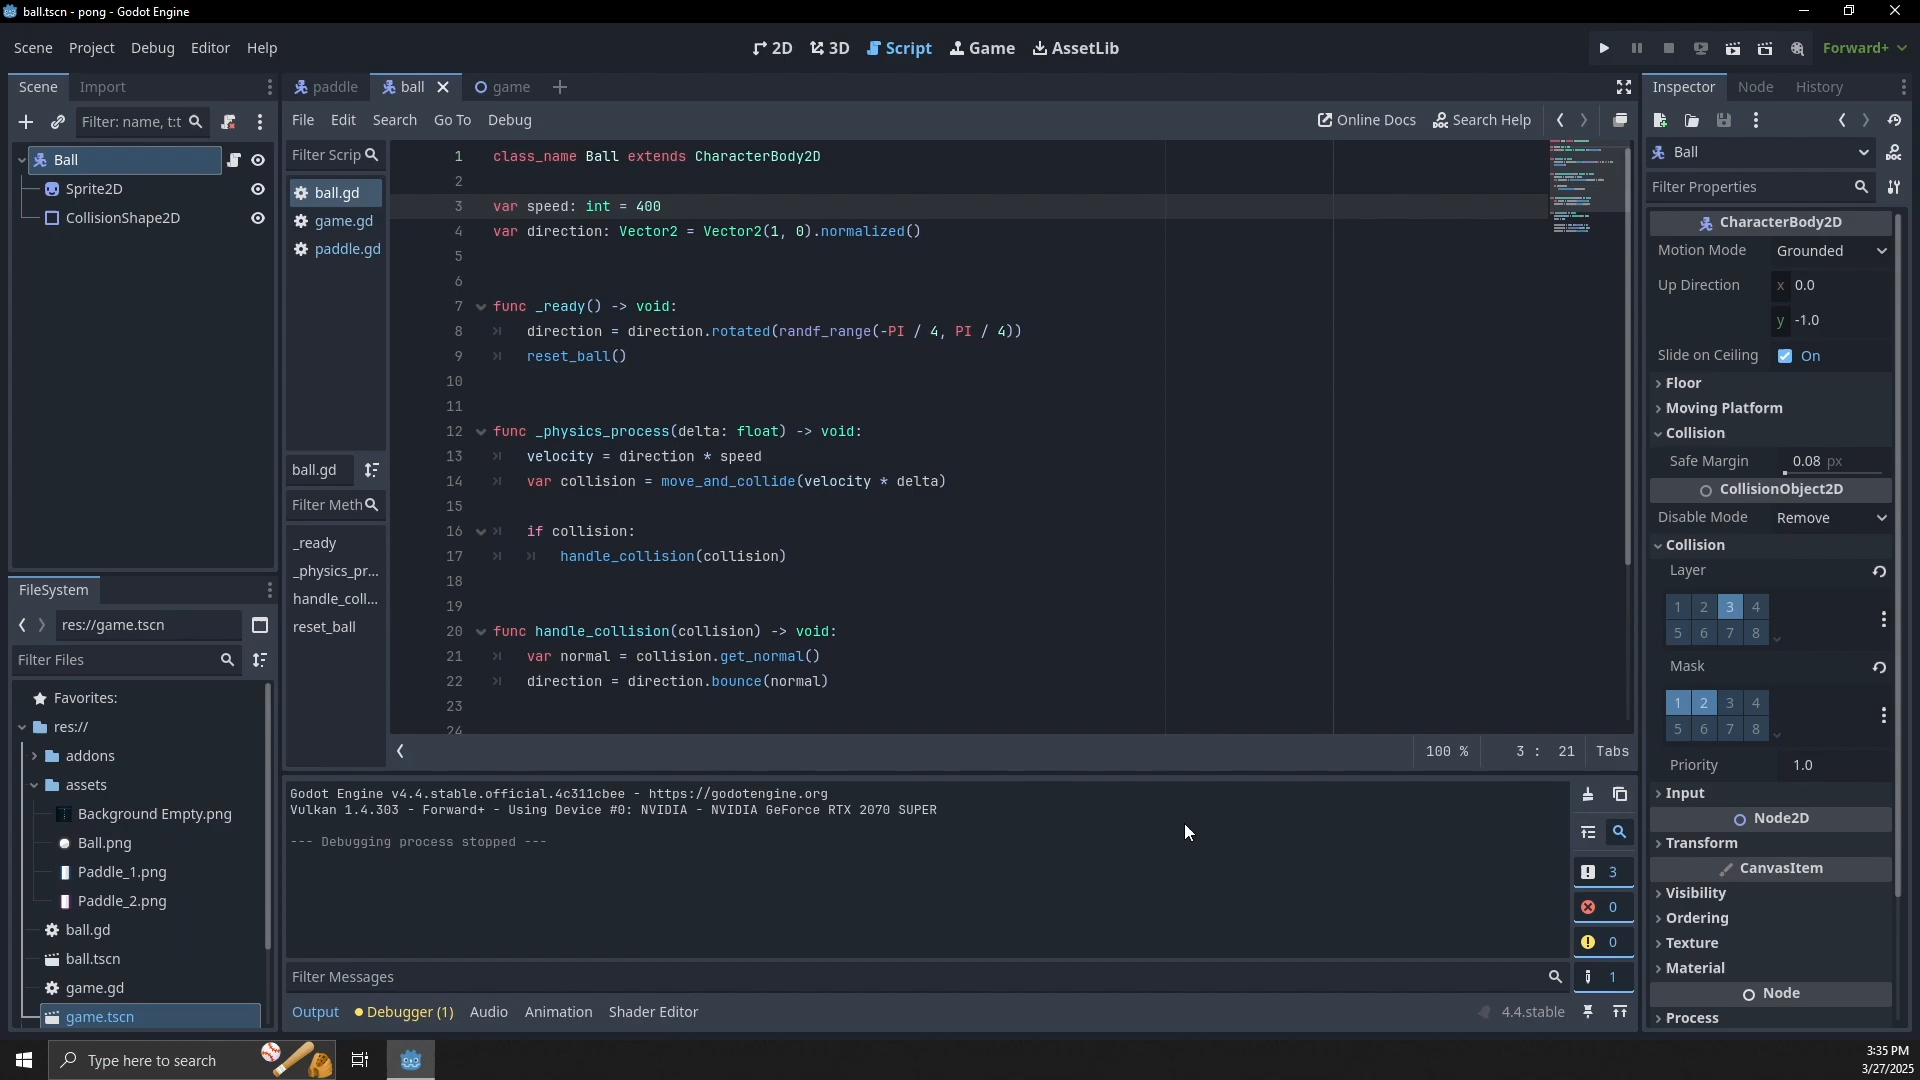 ball.tscn - pong - Godot Engine
Scene Project Debug Editor Help
2D 3D Script Game AssetLib
Forward+
Scene Import
Filter: name, t:t
Ball
Sprite2D
CollisionShape2D
FileSystem
res://game.tscn
Filter Files
Favorites:
res://
addons
assets
Background Empty.png
Ball.png
Paddle_1.png
Paddle_2.png
ball.gd
ball.tscn
game.gd
game.tscn
paddle ball game
File Edit Search Go To Debug
Online Docs Search Help
Filter Scrip
ball.gd
game.gd
paddle.gd
ball.gd
Filter Meth
_ready
_physics_pr...
handle_coll...
reset_ball
1 class_name Ball extends CharacterBody2D
2
3 var speed: int = 400
4 var direction: Vector2 = Vector2(1, 0).normalized()
5
6
7 func _ready() -> void:
8 direction = direction.rotated(randf_range(-PI / 4, PI / 4))
9 reset_ball()
10
11
12 func _physics_process(delta: float) -> void:
13 velocity = direction * speed
14 var collision = move_and_collide(velocity * delta)
15
16 if collision:
17 handle_collision(collision)
18
19
20 func handle_collision(collision) -> void:
21 var normal = collision.get_normal()
22 direction = direction.bounce(normal)
23
24
100 % 3 : 21 Tabs
Godot Engine v4.4.stable.official.4c311cbee - https://godotengine.org
Vulkan 1.4.303 - Forward+ - Using Device #0: NVIDIA - NVIDIA GeForce RTX 2070 SUPER
--- Debugging process stopped ---
3
0
0
1
Filter Messages
Output Debugger (1) Audio Animation Shader Editor
4.4.stable
Inspector Node History
Ball
Filter Properties
CharacterBody2D
Motion Mode Grounded
Up Direction x 0.0
y -1.0
Slide on Ceiling On
Floor
Moving Platform
Collision
Safe Margin 0.08 px
CollisionObject2D
Disable Mode Remove
Collision
Layer
1 2 3 4
5 6 7 8
Mask
1 2 3 4
5 6 7 8
Priority 1.0
Input
Node2D
Transform
CanvasItem
Visibility
Ordering
Texture
Material
Node
Process
Type here to search
3:35 PM
3/27/2025